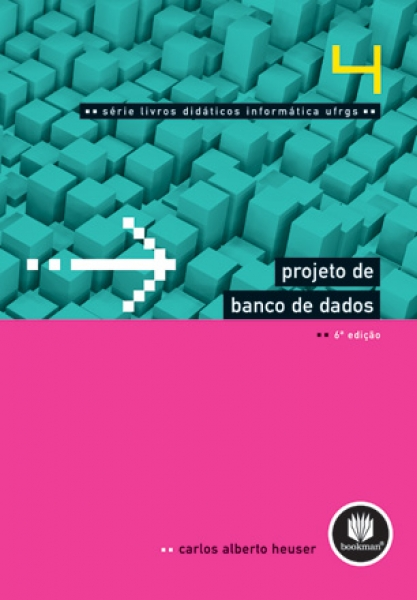 4
série livros didáticos informática ufrgs
projeto de
banco de dados
6ª edição
carlos alberto heuser
bookman®